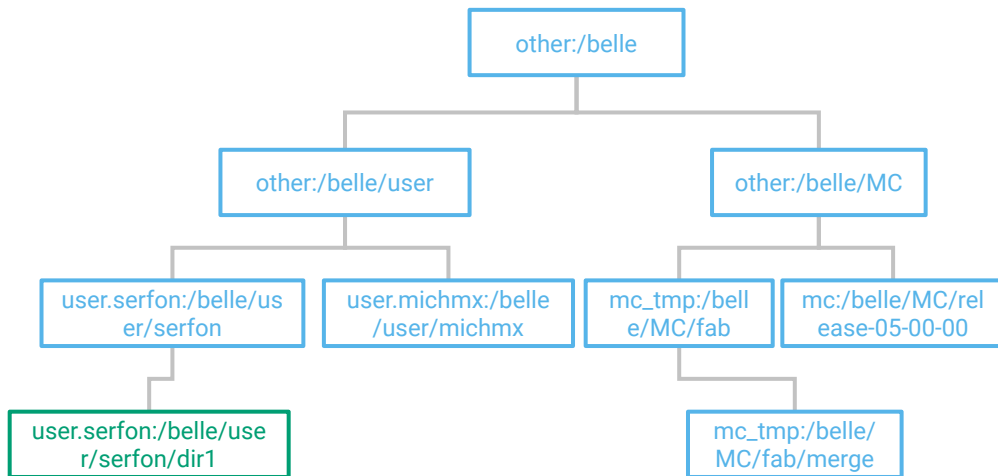 other:/belle
other:/belle/user
other:/belle/MC
user.serfon:/belle/us
er/serfon
user.michmx:/belle
/user/michmx
mc_tmp:/bell
e/MC/fab
mc:/belle/MC/rel
ease-05-00-00
user.serfon:/belle/use
r/serfon/dir1
mc_tmp:/belle/
MC/fab/merge